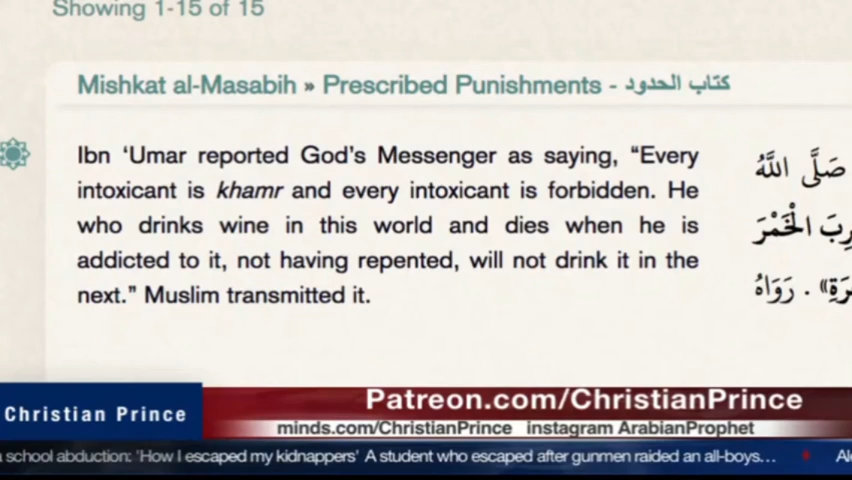 Showing 1-15 of 15
Mishkat al-Masabih » Prescribed Punishments - كتاب الحدود
Ibn ‘Umar reported God’s Messenger as saying, “Every
intoxicant is khamr and every intoxicant is forbidden. He
who drinks wine in this world and dies when he is
addicted to it, not having repented, will not drink it in the
next.” Muslim transmitted it.
صَلَّى اللَّهُ
الْخَمْرَ
رَوَاهُ
Christian Prince
Patreon.com/ChristianPrince
minds.com/ChristianPrince instagram ArabianProphet
school abduction: 'How I escaped my kidnappers' A student who escaped after gunmen raided an all-boys...